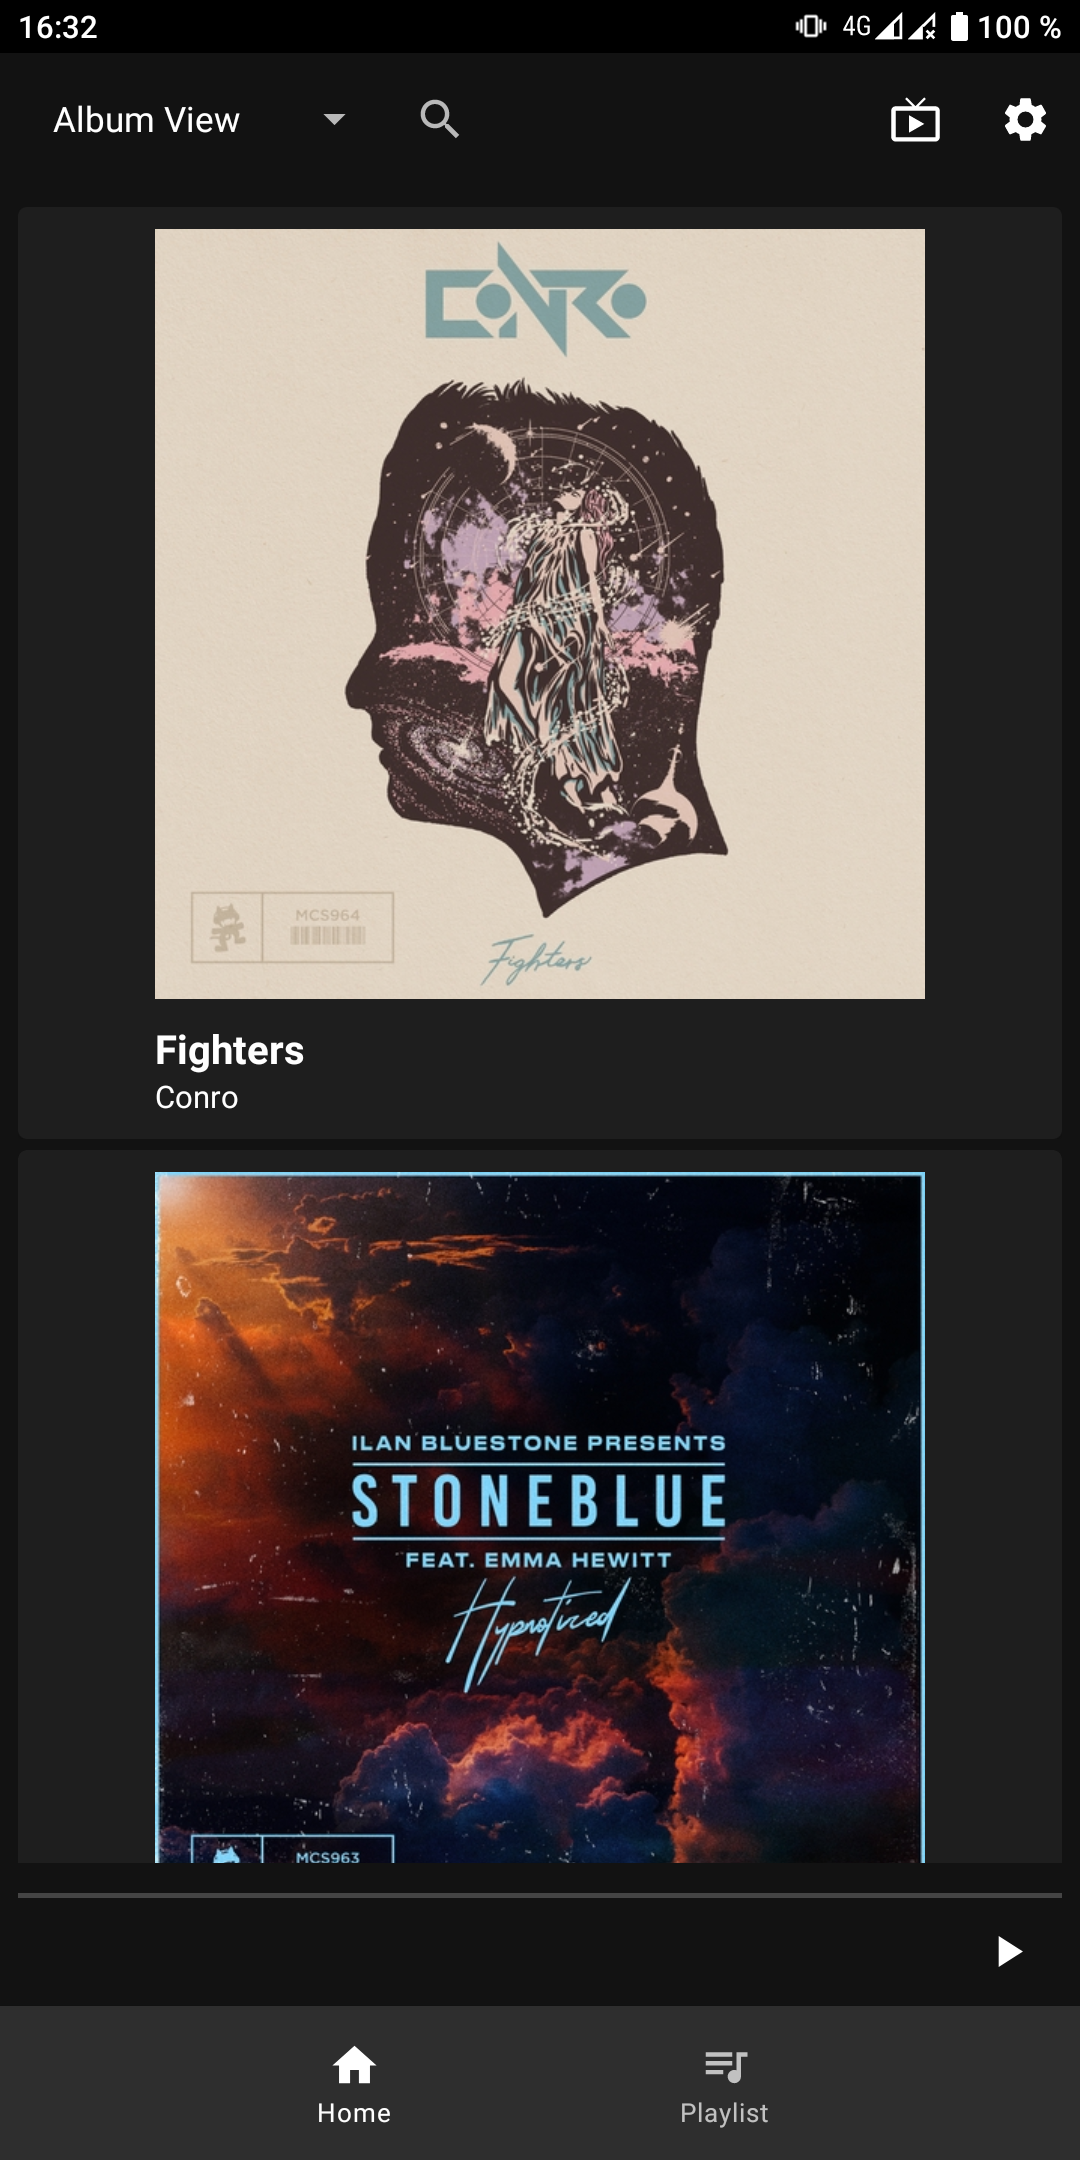 16:32
4G
100 %
Album View
CONRO
MCS964
Fighters
Fighters
Conro
ILAN BLUESTONE PRESENTS
STONEBLUE
FEAT. EMMA HEWITT
Hypnotized
MCS963
Home
Playlist